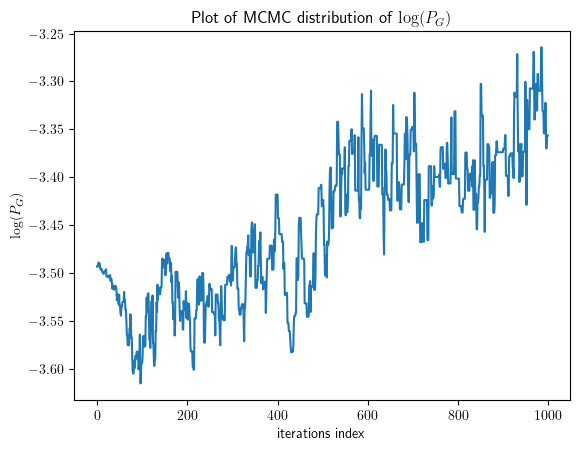 Plot of MCMC distribution of log(P_G)
log(P_G)
−3.25
−3.30
−3.35
−3.40
−3.45
−3.50
−3.55
−3.60
0 200 400 600 800 1000
iterations index